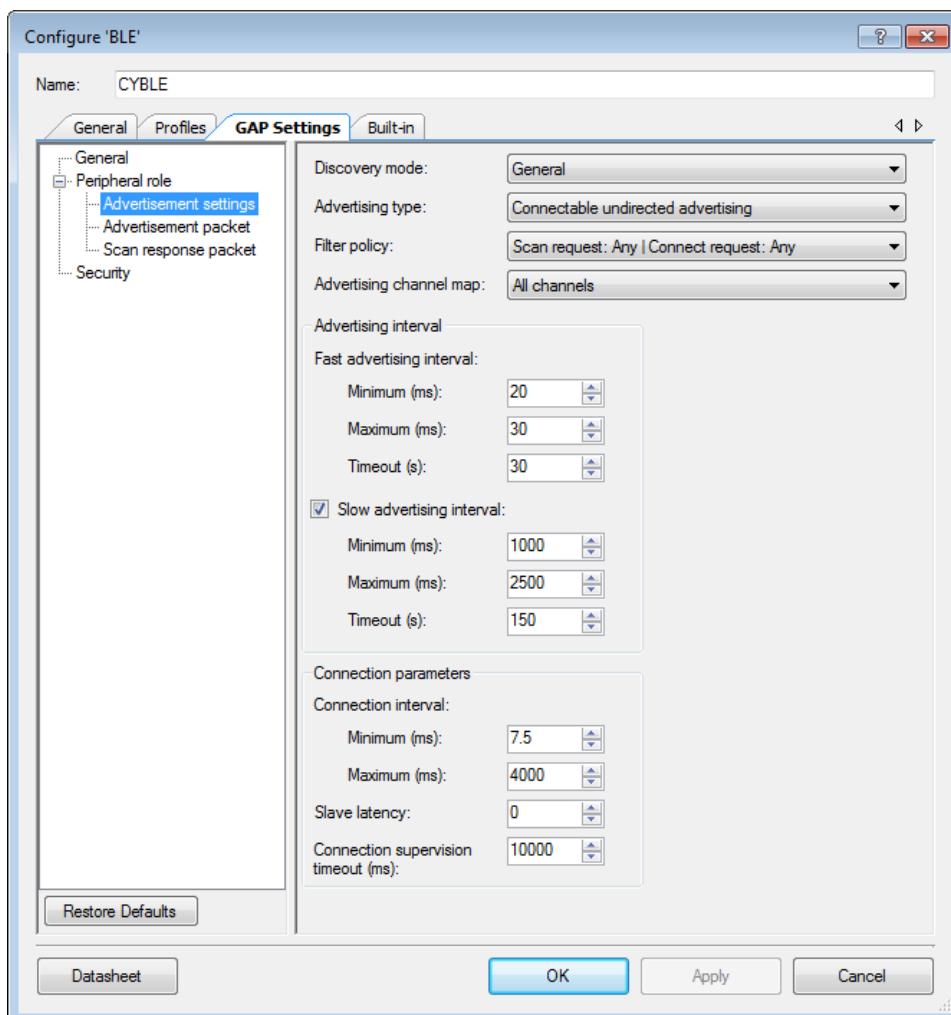 Configure 'BLE'
Name: CYBLE
General Profiles GAP Settings Built-in
General
Peripheral role
Advertisement settings
Advertisement packet
Scan response packet
Security
Restore Defaults
Discovery mode: General
Advertising type: Connectable undirected advertising
Filter policy: Scan request: Any | Connect request: Any
Advertising channel map: All channels
Advertising interval
Fast advertising interval:
Minimum (ms): 20
Maximum (ms): 30
Timeout (s): 30
Slow advertising interval:
Minimum (ms): 1000
Maximum (ms): 2500
Timeout (s): 150
Connection parameters
Connection interval:
Minimum (ms): 7.5
Maximum (ms): 4000
Slave latency: 0
Connection supervision 10000
timeout (ms):
Datasheet OK Apply Cancel